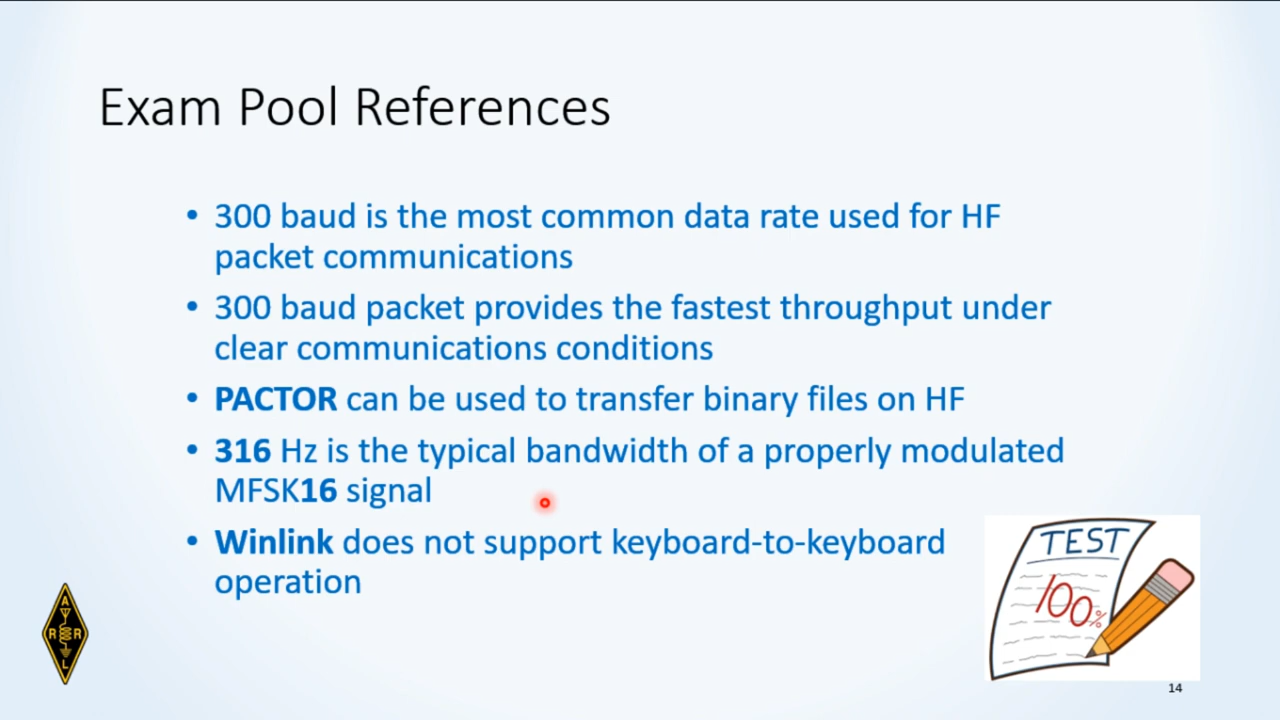 Exam Pool References
• 300 baud is the most common data rate used for HF
packet communications
• 300 baud packet provides the fastest throughput under
clear communications conditions
• PACTOR can be used to transfer binary files on HF
• 316 Hz is the typical bandwidth of a properly modulated
MFSK16 signal
• Winlink does not support keyboard-to-keyboard
operation
TEST
100%
A
R R
L
14